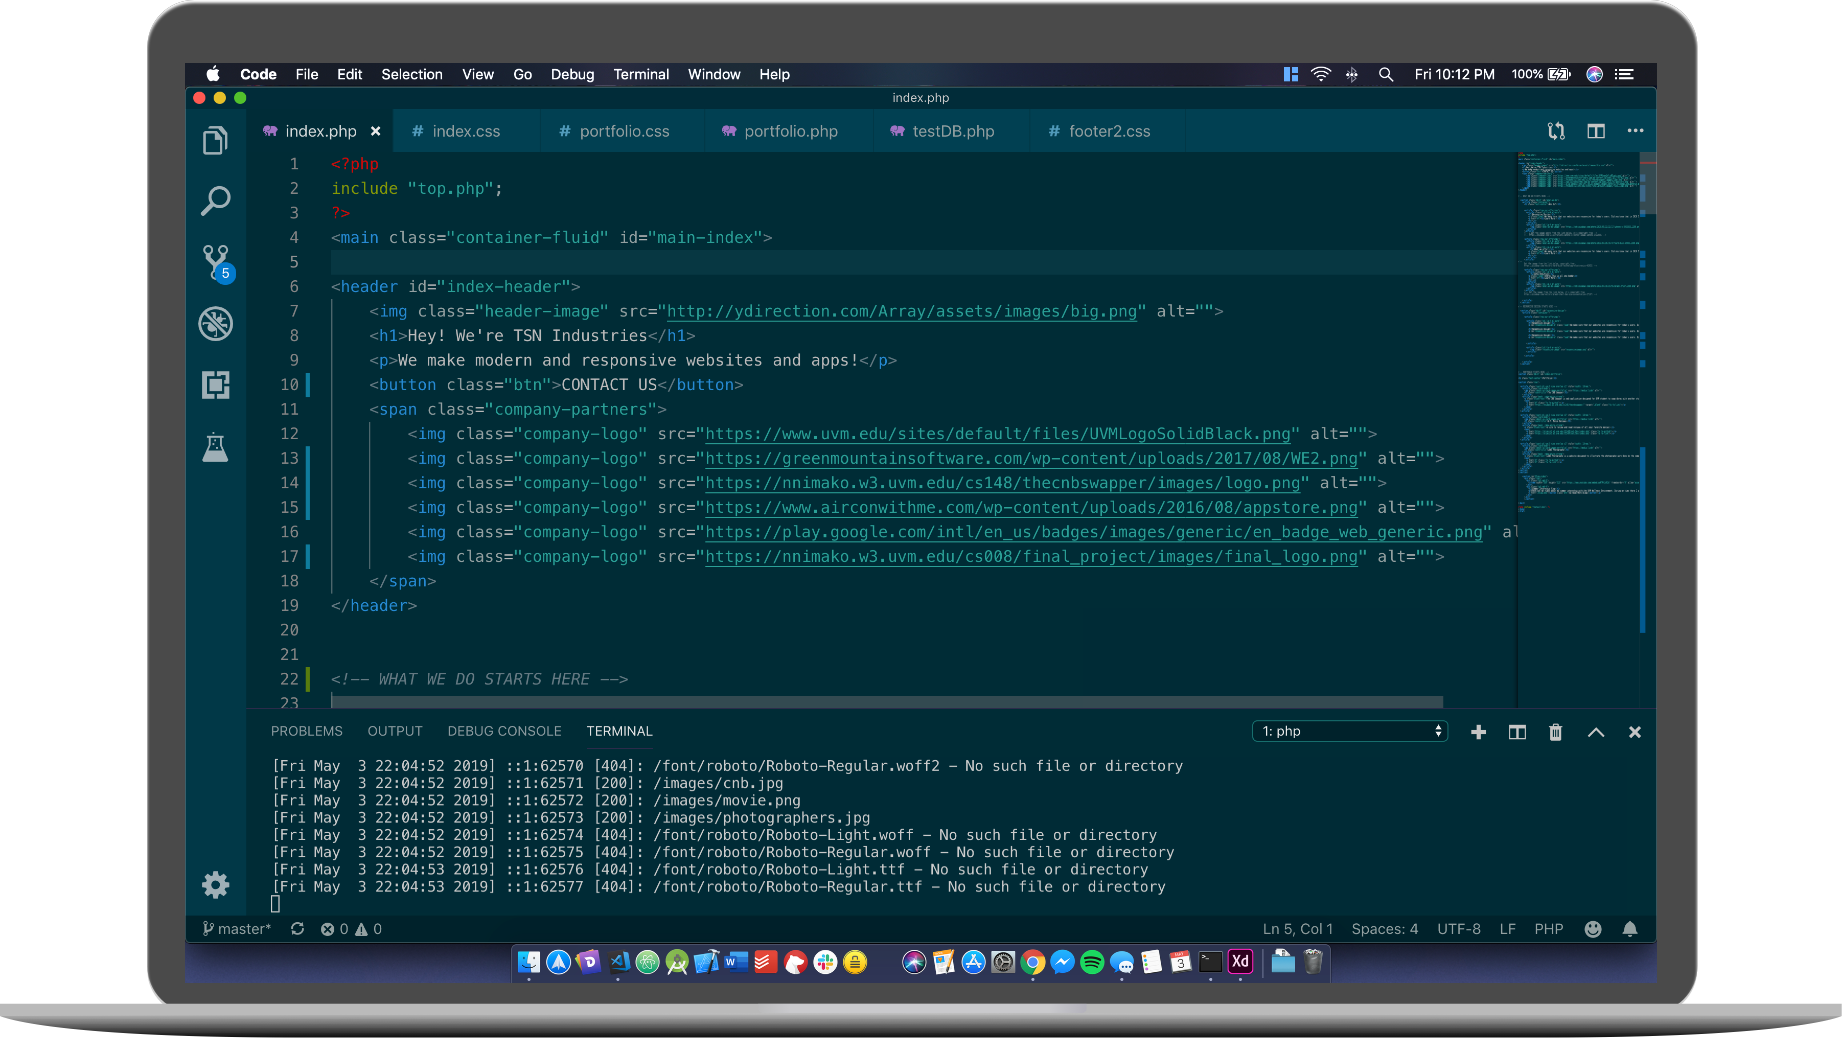 Code File Edit Selection View Go Debug Terminal Window Help Fri 10:12 PM 100%
index.php
index.php # index.css # portfolio.css portfolio.php testDB.php # footer2.css
1 <?php
2 include "top.php";
3 ?>
4 <main class="container-fluid" id="main-index">
5
6 <header id="index-header">
7 <img class="header-image" src="http://ydirection.com/Array/assets/images/big.png" alt="">
8 <h1>Hey! We're TSN Industries</h1>
9 <p>We make modern and responsive websites and apps!</p>
10 <button class="btn">CONTACT US</button>
11 <span class="company-partners">
12 <img class="company-logo" src="https://www.uvm.edu/sites/default/files/UVMLogoSolidBlack.png" alt="">
13 <img class="company-logo" src="https://greenmountainsoftware.com/wp-content/uploads/2017/08/WE2.png" alt="">
14 <img class="company-logo" src="https://nnimako.w3.uvm.edu/cs148/thecnbswapper/images/logo.png" alt="">
15 <img class="company-logo" src="https://www.airconwithme.com/wp-content/uploads/2016/08/appstore.png" alt="">
16 <img class="company-logo" src="https://play.google.com/intl/en_us/badges/images/generic/en_badge_web_generic.png" al
17 <img class="company-logo" src="https://nnimako.w3.uvm.edu/cs008/final_project/images/final_logo.png" alt="">
18 </span>
19 </header>
20
21
22 <!-- WHAT WE DO STARTS HERE -->
23
5
PROBLEMS OUTPUT DEBUG CONSOLE TERMINAL 1: php
[Fri May 3 22:04:52 2019] ::1:62570 [404]: /font/roboto/Roboto-Regular.woff2 - No such file or directory
[Fri May 3 22:04:52 2019] ::1:62571 [200]: /images/cnb.jpg
[Fri May 3 22:04:52 2019] ::1:62572 [200]: /images/movie.png
[Fri May 3 22:04:52 2019] ::1:62573 [200]: /images/photographers.jpg
[Fri May 3 22:04:52 2019] ::1:62574 [404]: /font/roboto/Roboto-Light.woff - No such file or directory
[Fri May 3 22:04:52 2019] ::1:62575 [404]: /font/roboto/Roboto-Regular.woff - No such file or directory
[Fri May 3 22:04:53 2019] ::1:62576 [404]: /font/roboto/Roboto-Light.ttf - No such file or directory
[Fri May 3 22:04:53 2019] ::1:62577 [404]: /font/roboto/Roboto-Regular.ttf - No such file or directory
master* 0 0 Ln 5, Col 1 Spaces: 4 UTF-8 LF PHP
W 3 Xd